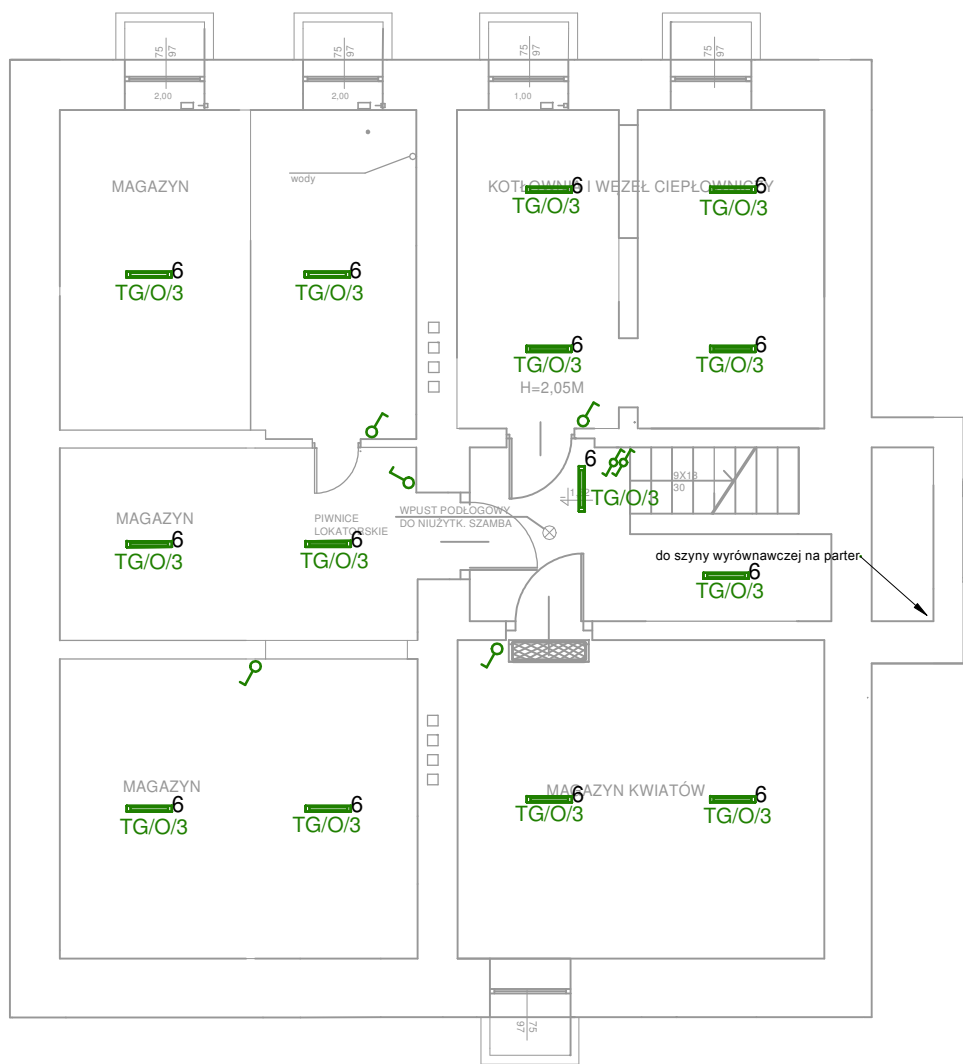 75
97
75
97
75
97
75
97
2,00
2,00
1,00
wody
MAGAZYN
KOTŁOWNIA I WĘZEŁ CIEPŁOWNICZY
6
TG/O/3
6
TG/O/3
6
TG/O/3
6
TG/O/3
6
TG/O/3
6
TG/O/3
H=2,05M
6
TG/O/3
9X18
30
MAGAZYN
PIWNICE
LOKATORSKIE
WPUST PODŁOGOWY
DO NIUŻYTK. SZAMBA
6
TG/O/3
6
TG/O/3
do szyny wyrównawczej na parter
6
TG/O/3
MAGAZYN
MAGAZYN KWIATÓW
6
TG/O/3
6
TG/O/3
6
TG/O/3
6
TG/O/3
75
97